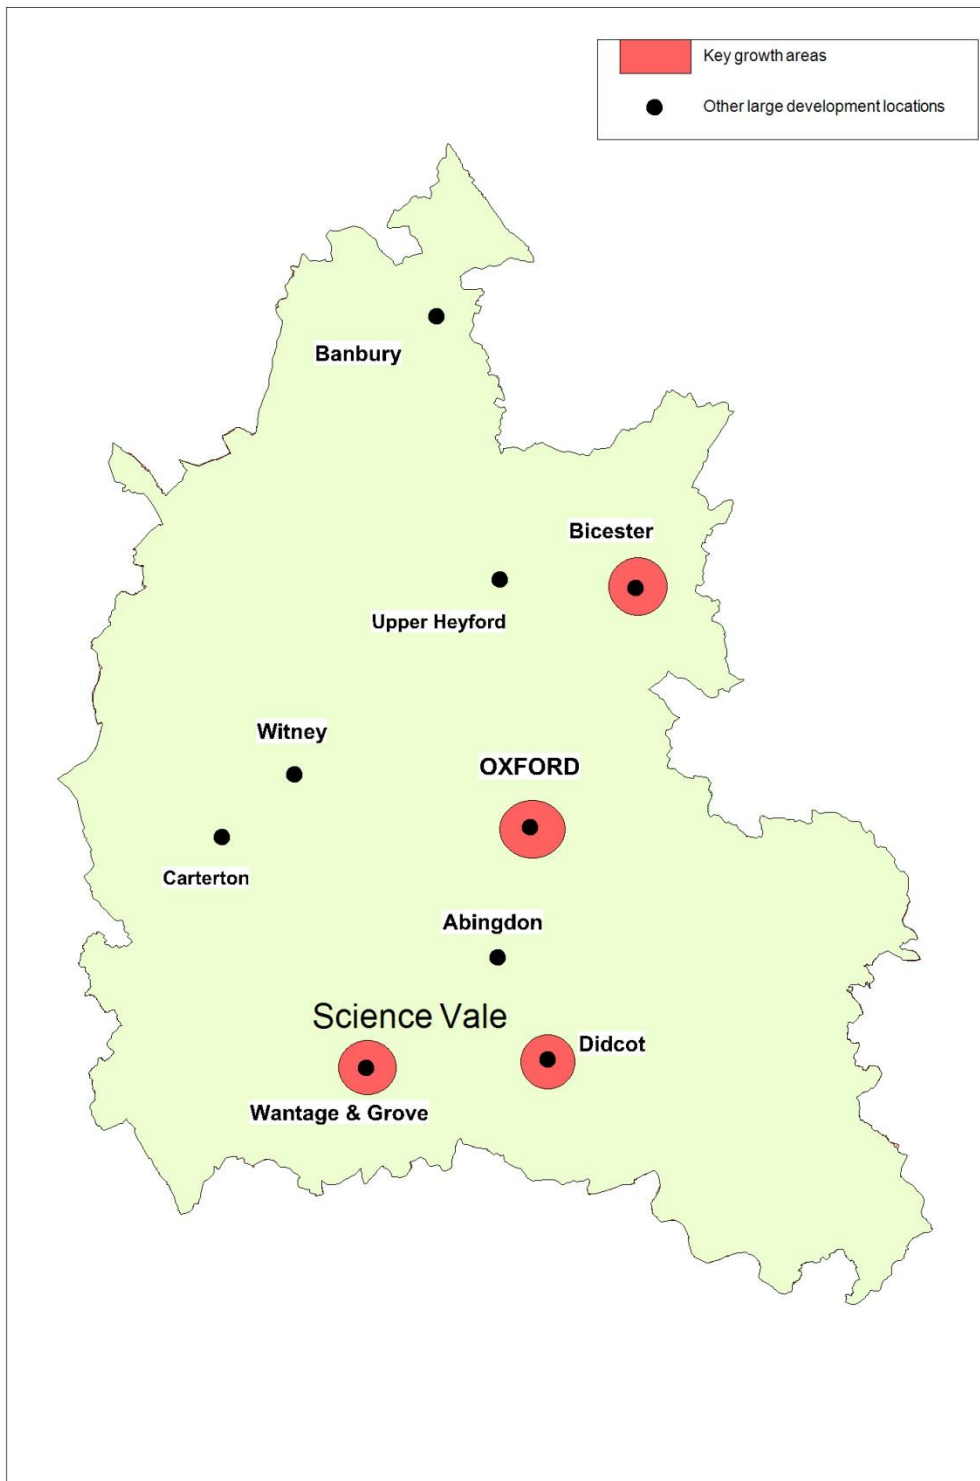 Key growth areas
Other large development locations
Banbury
Bicester
Upper Heyford
Witney
OXFORD
Carterton
Abingdon
Science Vale
Didcot
Wantage & Grove